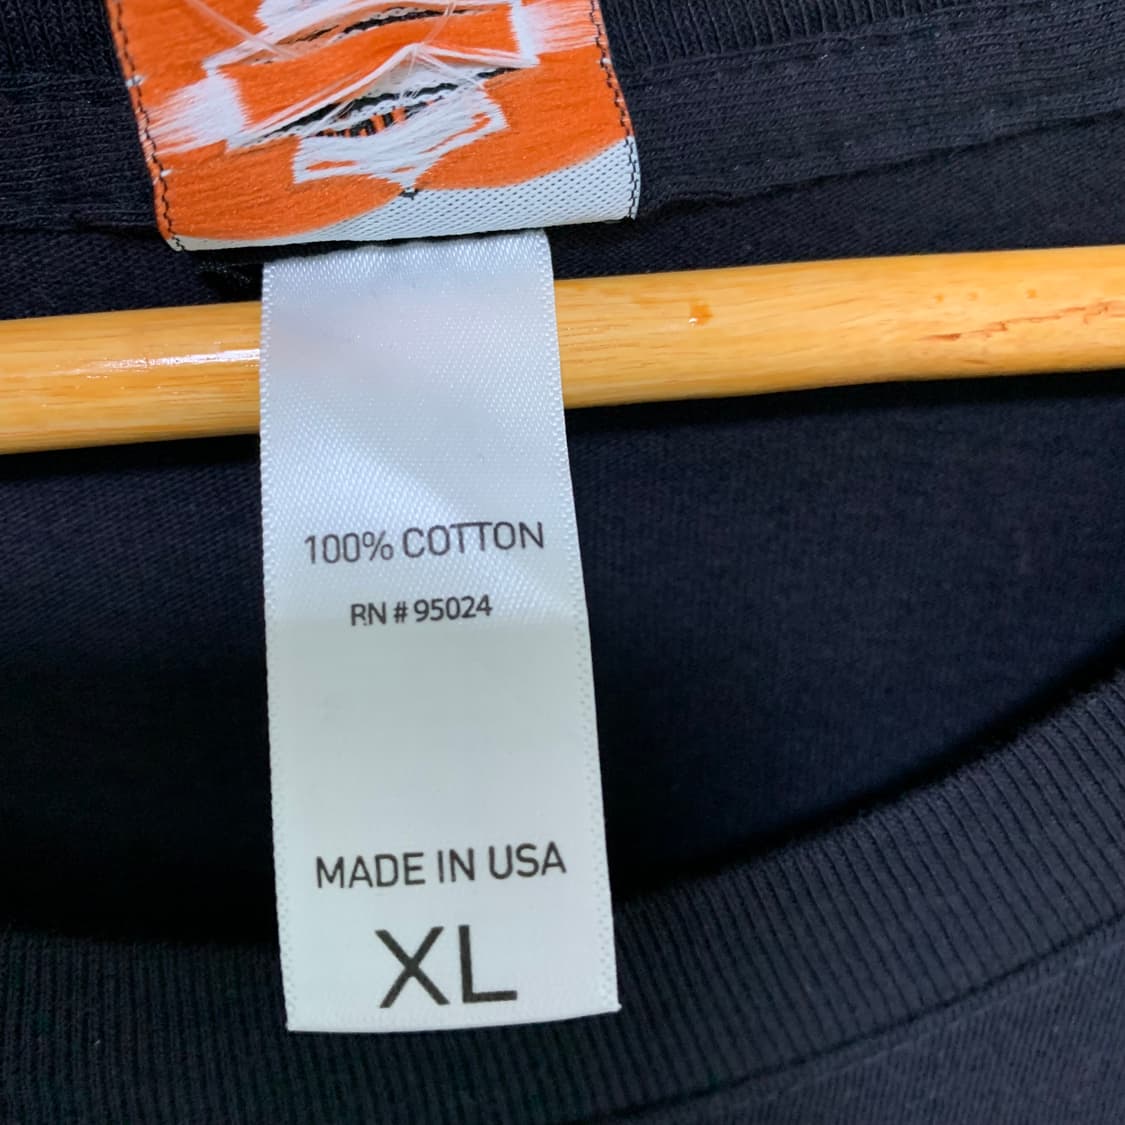 100% COTTON
RN # 95024
MADE IN USA
XL